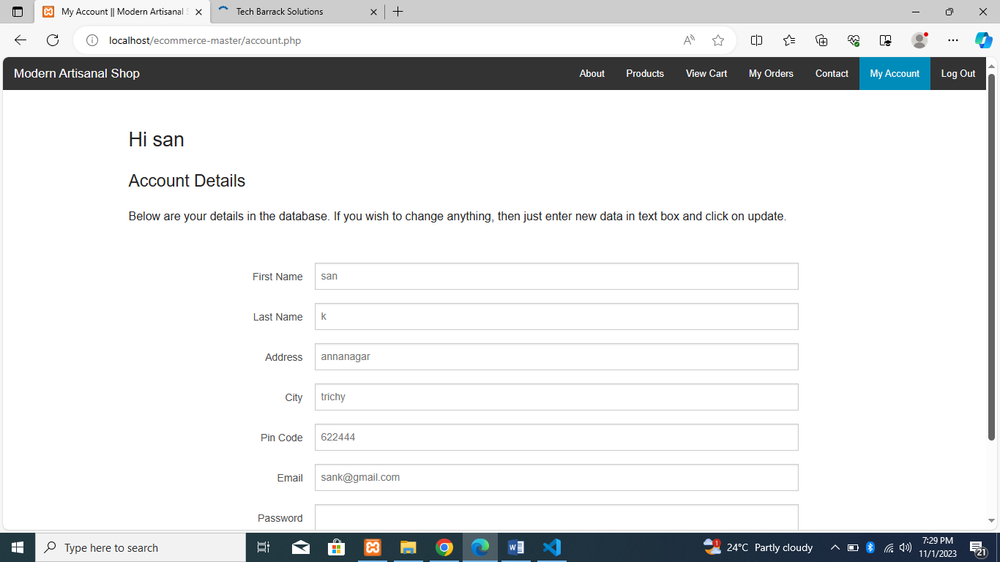 My Account || Modern Artisanal S
Tech Barrack Solutions
localhost/ecommerce-master/account.php
Modern Artisanal Shop
About
Products
View Cart
My Orders
Contact
My Account
Log Out
Hi san
Account Details
Below are your details in the database. If you wish to change anything, then just enter new data in text box and click on update.
First Name
san
Last Name
k
Address
annanagar
City
trichy
Pin Code
622444
Email
sank@gmail.com
Password
Type here to search
1
24°C Partly cloudy
7:29 PM
11/1/2023
21